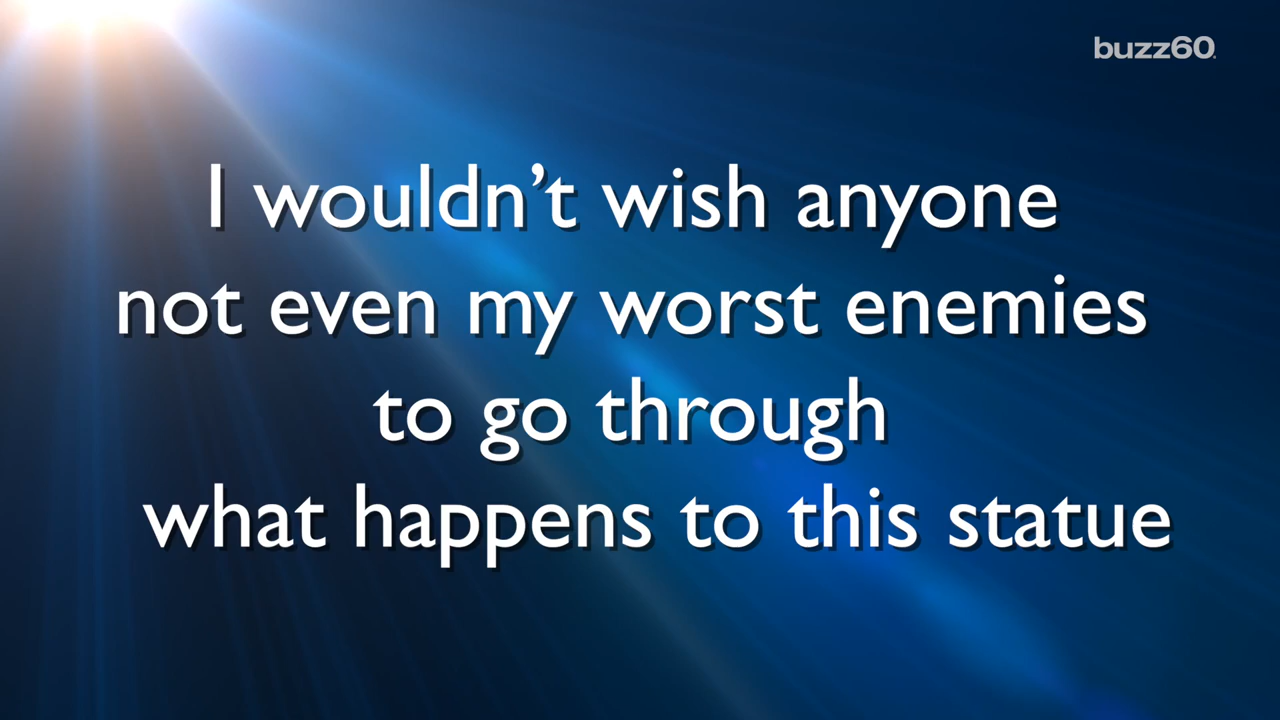 buzz60
I wouldn’t wish anyone
not even my worst enemies
to go through
what happens to this statue